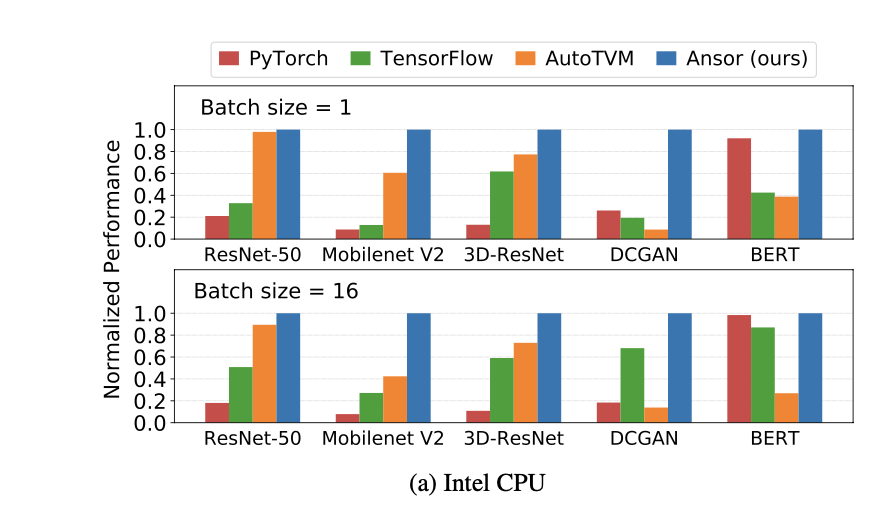 PyTorch TensorFlow AutoTVM Ansor (ours)
Batch size = 1
1.0
0.8
0.6
0.4
0.2
0.0
ResNet-50 Mobilenet V2 3D-ResNet DCGAN BERT
Normalized Performance
Batch size = 16
1.0
0.8
0.6
0.4
0.2
0.0
ResNet-50 Mobilenet V2 3D-ResNet DCGAN BERT
(a) Intel CPU